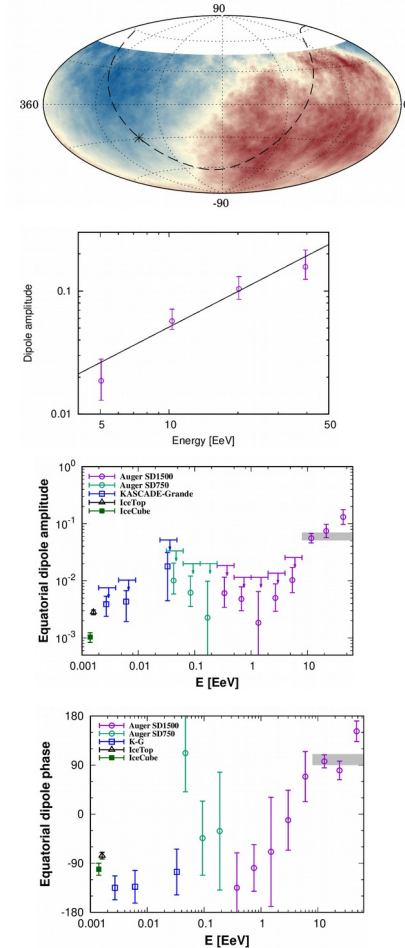 90
360
-90
Dipole amplitude
0.1
0.01
5
10
50
Energy [EeV]
Equatorial dipole amplitude
10^0
10^-1
10^-2
10^-3
Auger SD1500
Auger SD750
KASCADE-Grande
IceTop
IceCube
0.001
0.01
0.1
1
10
E [EeV]
Equatorial dipole phase
180
90
0
-90
-180
Auger SD1500
Auger SD750
K-G
IceTop
IceCube
0.001
0.01
0.1
1
10
E [EeV]